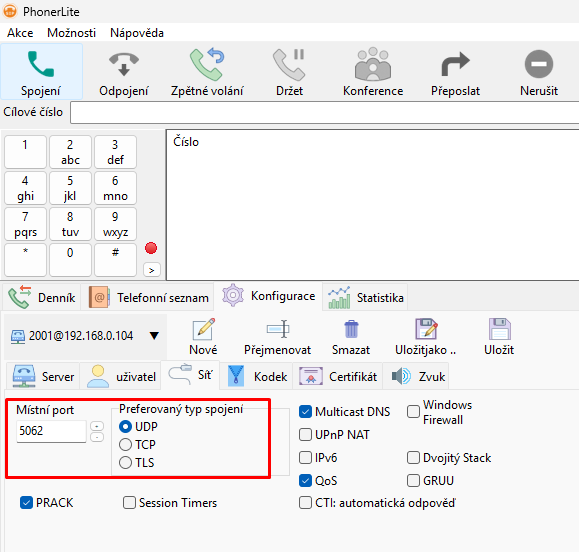 PhonerLite
Akce Možnosti Nápověda
Spojení Odpojení Zpětné volání Držet Konference Přeposlat Nerušit
Cílové číslo
1 2 3
abc def
Číslo
4 5 6
ghi jkl mno
7 8 9
pqrs tuv wxyz
* 0 #
>
Denník Telefonní seznam Konfigurace Statistika
2001@192.168.0.104 Nové Přejmenovat Smazat Uložitjako .. Uložit
Server uživatel Síť Kodek Certifikát Zvuk
Místní port Preferovaný typ spojení
5062 UDP
TCP
TLS
Multicast DNS Windows Firewall
UPnP NAT
IPv6 Dvojitý Stack
QoS GRUU
PRACK Session Timers CTI: automatická odpověď